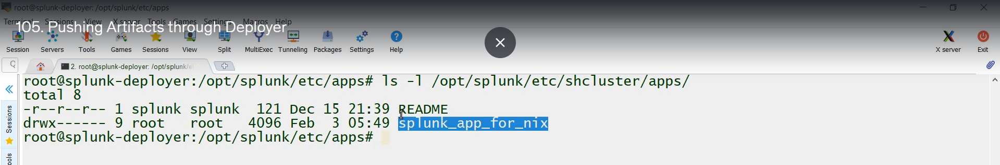 root@splunk-deployer: /opt/splunk/etc/apps
Terminal Sessions View X server Tools Games Settings Macros Help
105. Pushing Artifacts through Deployer
Session Servers Tools Games Sessions View Split MultiExec Tunneling Packages Settings Help X server Exit
2. root@splunk-deployer: /opt/splunk/et
root@splunk-deployer:/opt/splunk/etc/apps# ls -l /opt/splunk/etc/shcluster/apps/
total 8
-r--r--r-- 1 splunk splunk 121 Dec 15 21:39 README
drwx------ 9 root root 4096 Feb 3 05:49 splunk_app_for_nix
root@splunk-deployer:/opt/splunk/etc/apps#
Sessions